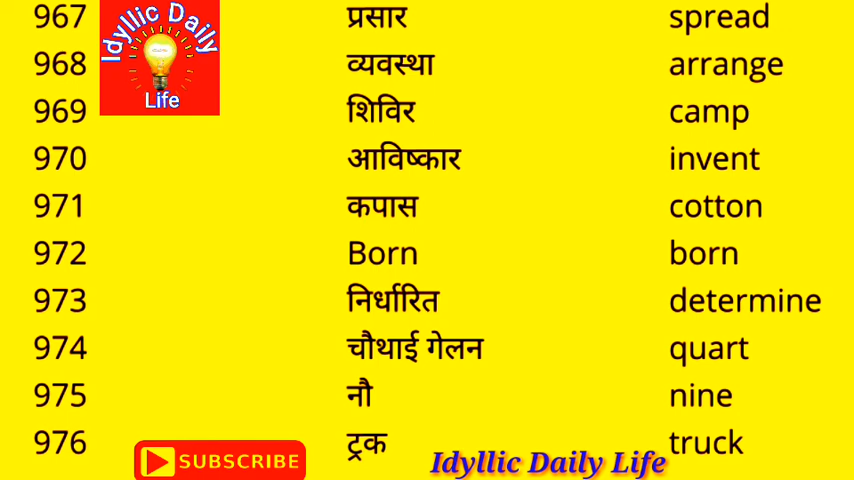 967 प्रसार spread
Idyllic Daily
Life
968 व्यवस्था arrange
969 शिविर camp
970 आविष्कार invent
971 कपास cotton
972 Born born
973 निर्धारित determine
974 चौथाई गेलन quart
975 नौ nine
976 ट्रक truck
SUBSCRIBE
Idyllic Daily Life